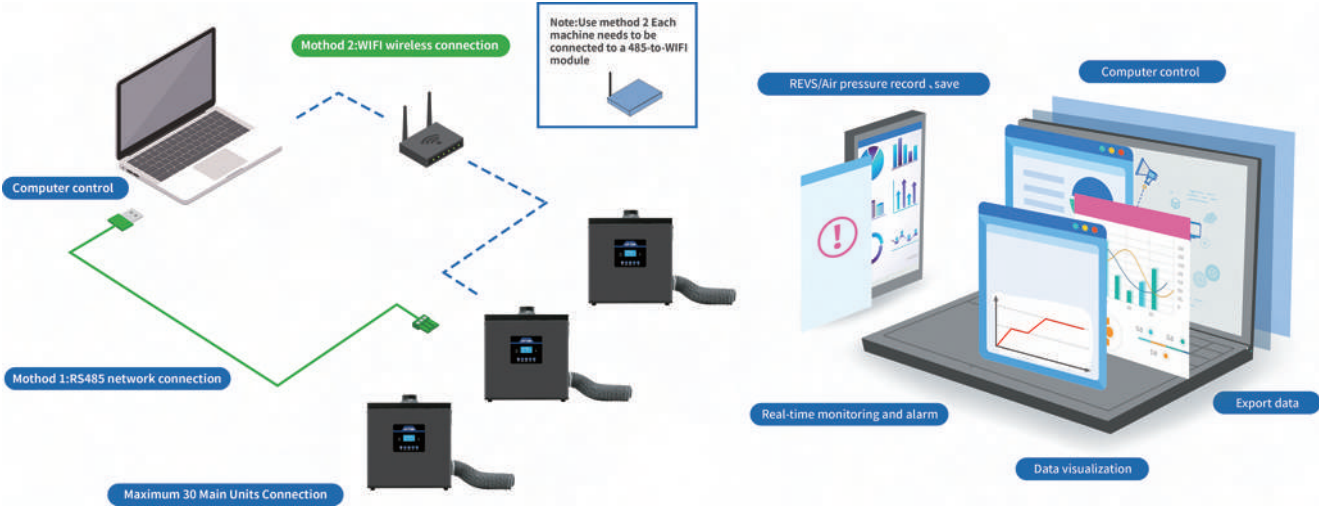 Mothod 2:WIFI wireless connection
Note:Use method 2 Each
machine needs to be
connected to a 485-to-WIFI
module
Computer control
Mothod 1:RS485 network connection
Maximum 30 Main Units Connection
REVS/Air pressure record 、save
Computer control
Real-time monitoring and alarm
Export data
Data visualization